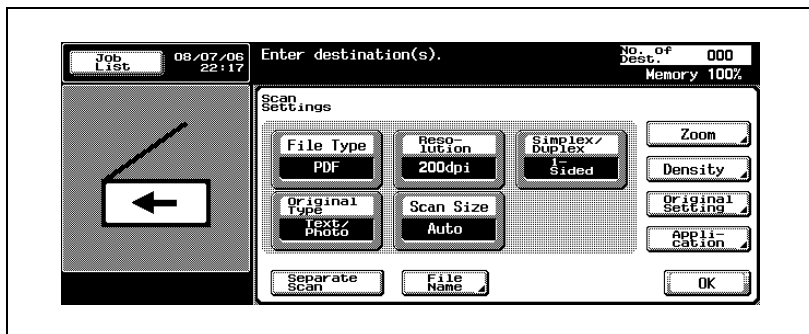 Job
List
08/07/06
22:17
Enter destination(s).
No. of
Dest.
000
Memory 100%
Scan
Settings
File Type
PDF
Reso-
lution
200dpi
Simplex/
Duplex
1-
Sided
Zoom
Density
Original
Type
Text/
Photo
Scan Size
Auto
Original
Setting
Appli-
cation
Separate
Scan
File
Name
OK